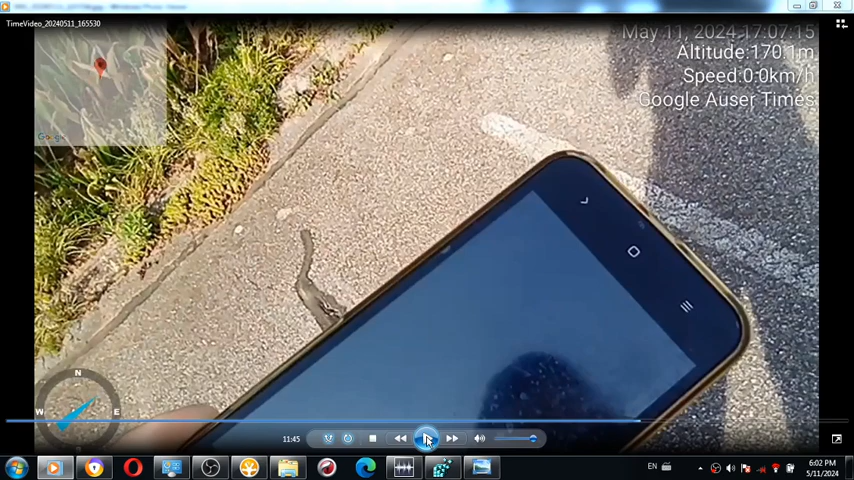 TimeVideo_20240511_165530
May 11, 2024 17:07:15
Altitude:170.1m
Speed:0.0km/h
Google Auser Times
Google
N
W
E
11:45
EN
6:02 PM
5/11/2024